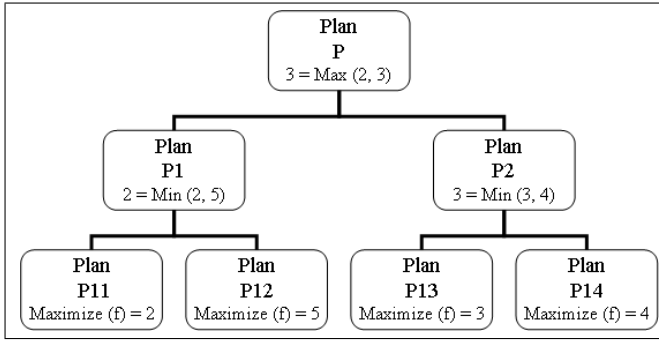 Plan
P
3 = Max (2, 3)
Plan
P1
2 = Min (2, 5)
Plan
P2
3 = Min (3, 4)
Plan
P11
Maximize (f) = 2
Plan
P12
Maximize (f) = 5
Plan
P13
Maximize (f) = 3
Plan
P14
Maximize (f) = 4